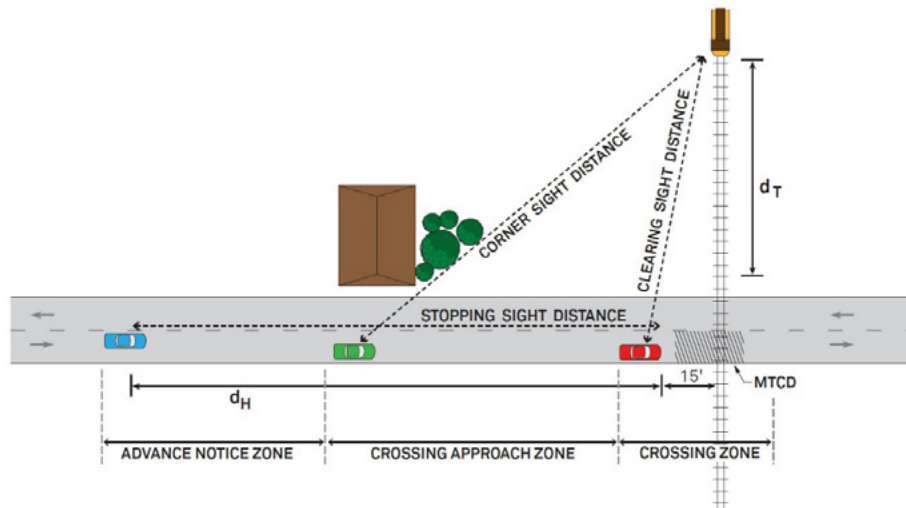 CORNER SIGHT DISTANCE
CLEARING SIGHT DISTANCE
dT
STOPPING SIGHT DISTANCE
15'
MTCD
dH
ADVANCE NOTICE ZONE
CROSSING APPROACH ZONE
CROSSING ZONE